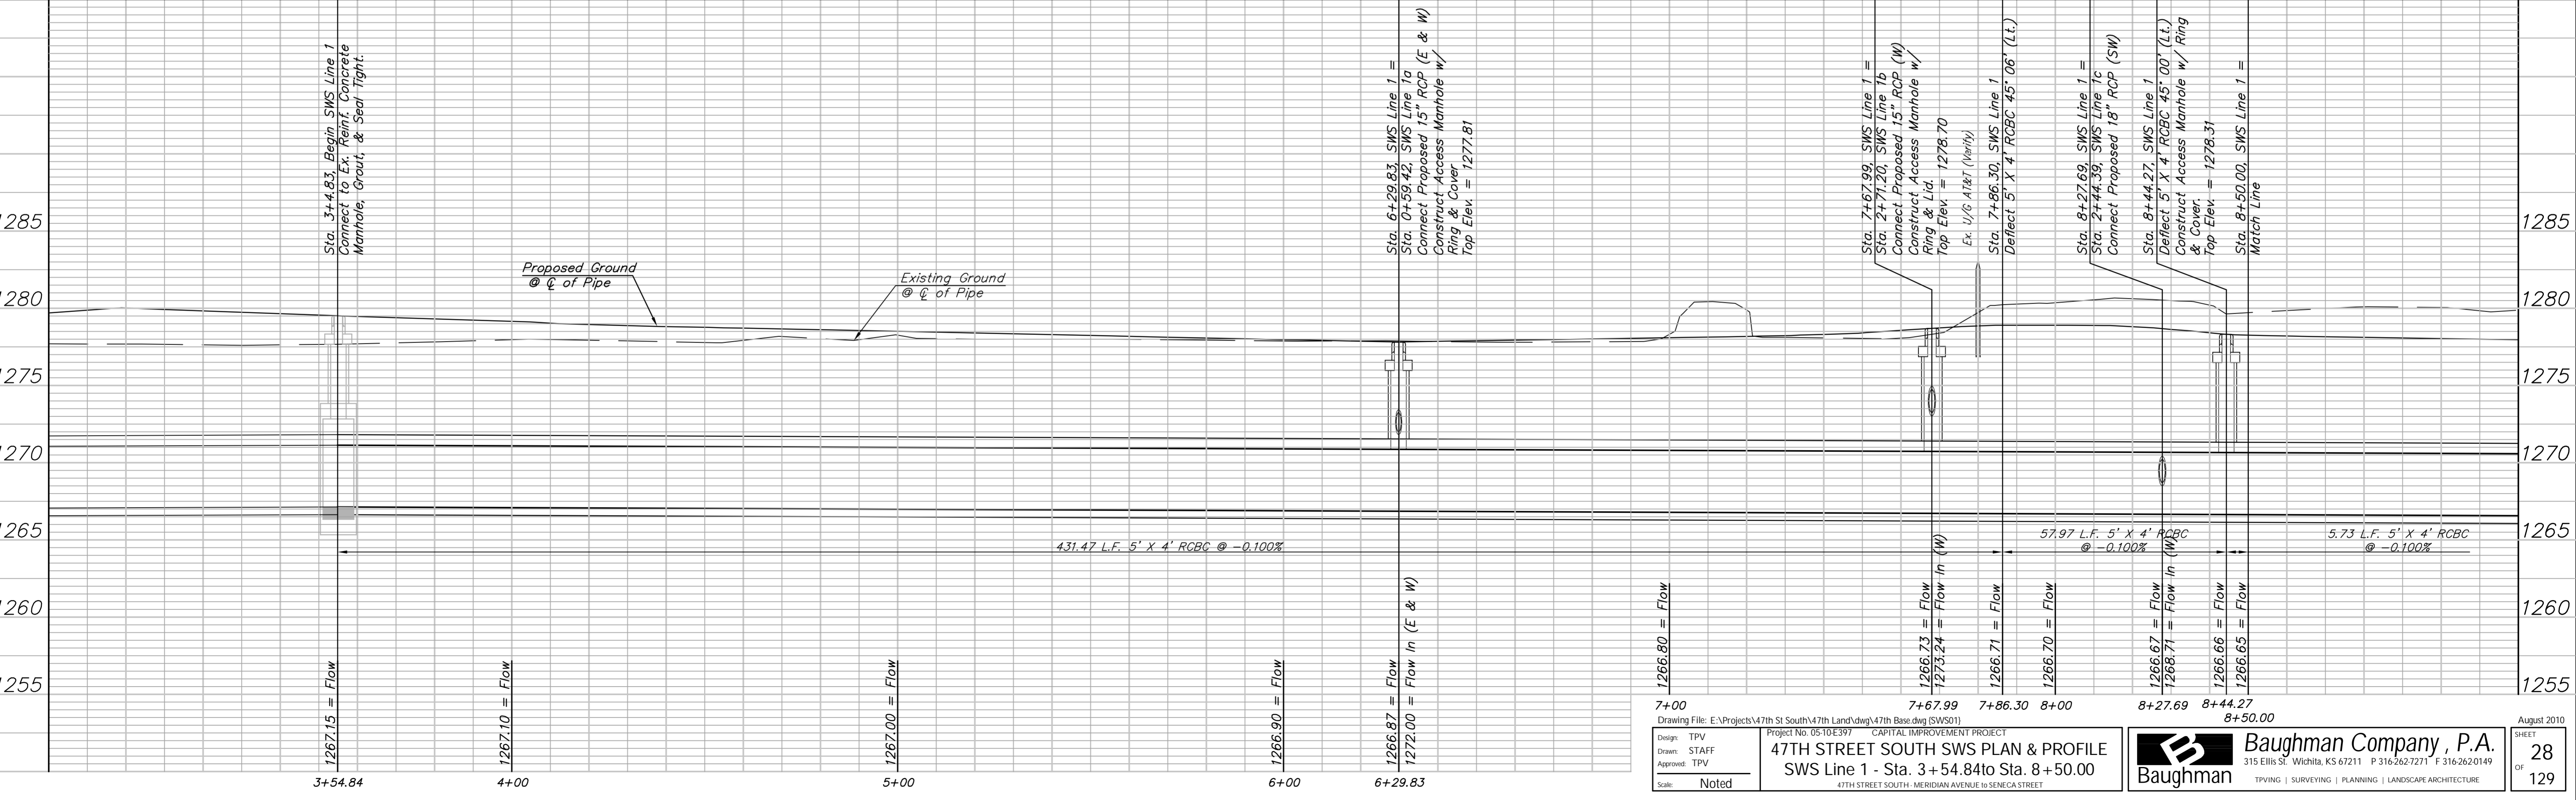 Sta. 3+4.83, Begin SWS Line 1
Connect to Ex. Reinf. Concrete
Manhole, Grout, & Seal Tight.
Sta. 6+29.83, SWS Line 1 =
Sta. 0+59.42, SWS Line 1a
Connect Proposed 15" RCP (E & W)
Construct Access Manhole w/
Ring & Cover
Top Elev. = 1277.81
Sta. 7+67.99, SWS Line 1 =
Sta. 2+71.20, SWS Line 1b
Connect Proposed 15" RCP (W)
Construct Access Manhole w/
Ring & Lid.
Top Elev. = 1278.70
Ex. U/G AT&T (Varify)
Sta. 7+86.30, SWS Line 1
Deflect 5' X 4' RCBC 45° 06' (Lt.)
Sta. 8+27.69, SWS Line 1 =
Sta. 2+44.39, SWS Line 1c
Connect Proposed 18" RCP (SW)
Sta. 8+44.27, SWS Line 1
Deflect 5' X 4' RCBC 45° 00' (Lt.)
Construct Access Manhole w/ Ring
& Cover.
Top Elev. = 1278.31
Sta. 8+50.00, SWS Line 1 =
Match Line
1285
1285
Proposed Ground
@ ℄ of Pipe
Existing Ground
@ ℄ of Pipe
1280
1280
1275
1275
1270
1270
1265
1265
431.47 L.F. 5' X 4' RCBC @ -0.100%
57.97 L.F. 5' X 4' RCBC
@ -0.100%
5.73 L.F. 5' X 4' RCBC
@ -0.100%
1260
1260
1255
1255
1267.15 = Flow
1267.10 = Flow
1267.00 = Flow
1266.90 = Flow
1266.87 = Flow
1272.00 = Flow In (E & W)
1266.80 = Flow
1266.73 = Flow
1273.24 = Flow In (W)
1266.71 = Flow
1266.70 = Flow
1266.67 = Flow
1268.71 = Flow In (W)
1266.66 = Flow
1266.65 = Flow
3+54.84
4+00
5+00
6+00
6+29.83
7+00
7+67.99
7+86.30
8+00
8+27.69
8+44.27
8+50.00
Drawing File: E:\Projects\47th St South\47th Land\dwg\47th Base.dwg (SWS01)
August 2010
Design: TPV
Drawn: STAFF
Approved: TPV
Scale: Noted
Project No. 05-10-E397 CAPITAL IMPROVEMENT PROJECT
47TH STREET SOUTH SWS PLAN & PROFILE
SWS Line 1 - Sta. 3+54.84to Sta. 8+50.00
47TH STREET SOUTH - MERIDIAN AVENUE to SENECA STREET
Baughman
Baughman Company, P.A.
315 Ellis St. Wichita, KS 67211 P 316-262-7271 F 316-262-0149
TPVING | SURVEYING | PLANNING | LANDSCAPE ARCHITECTURE
SHEET
28
OF
129